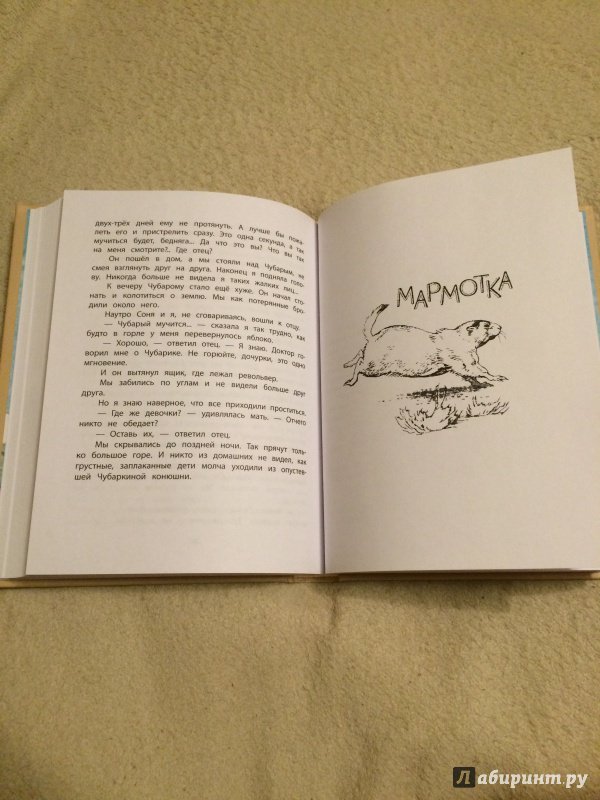 двух-трёх дней ему не протянуть. А лучше бы пожа-
леть его и пристрелить сразу. Это одна секунда, а так
мучиться будет, бедняга... Да что это вы? Что вы так
на меня смотрите?.. Где отец?
Он пошёл в дом, а мы стояли над Чубарым, не
смея взглянуть друг на друга. Наконец я подняла голо-
ву. Никогда больше не видела я таких жалких лиц...
К вечеру Чубарому стало ещё хуже. Он начал сто-
нать и колотиться о землю. Мы как потерянные бро-
дили около него.
Наутро Соня и я, не сговариваясь, вошли к отцу.
— Чубарый мучится... — сказала я так трудно, как
будто в горле у меня перевернулось яблоко.
— Хорошо, — ответил отец. — Я знаю. Доктор го-
ворил мне о Чубарике. Не горюйте, дочурки, это одно
мгновение.
И он вытянул ящик, где лежал револьвер.
Мы забились по углам и не видели больше друг
друга.
Но я знаю наверное, что все приходили проститься.
— Где же девочки? — удивлялась мать. — Отчего
никто не обедает?
— Оставь их, — ответил отец.
Мы скрывались до поздней ночи. Так прячут толь-
ко большое горе. И никто из домашних не видел, как
грустные, заплаканные дети молча уходили из опустев-
шей Чубаркиной конюшни.
МАРМОТКА
Лабиринт.ру